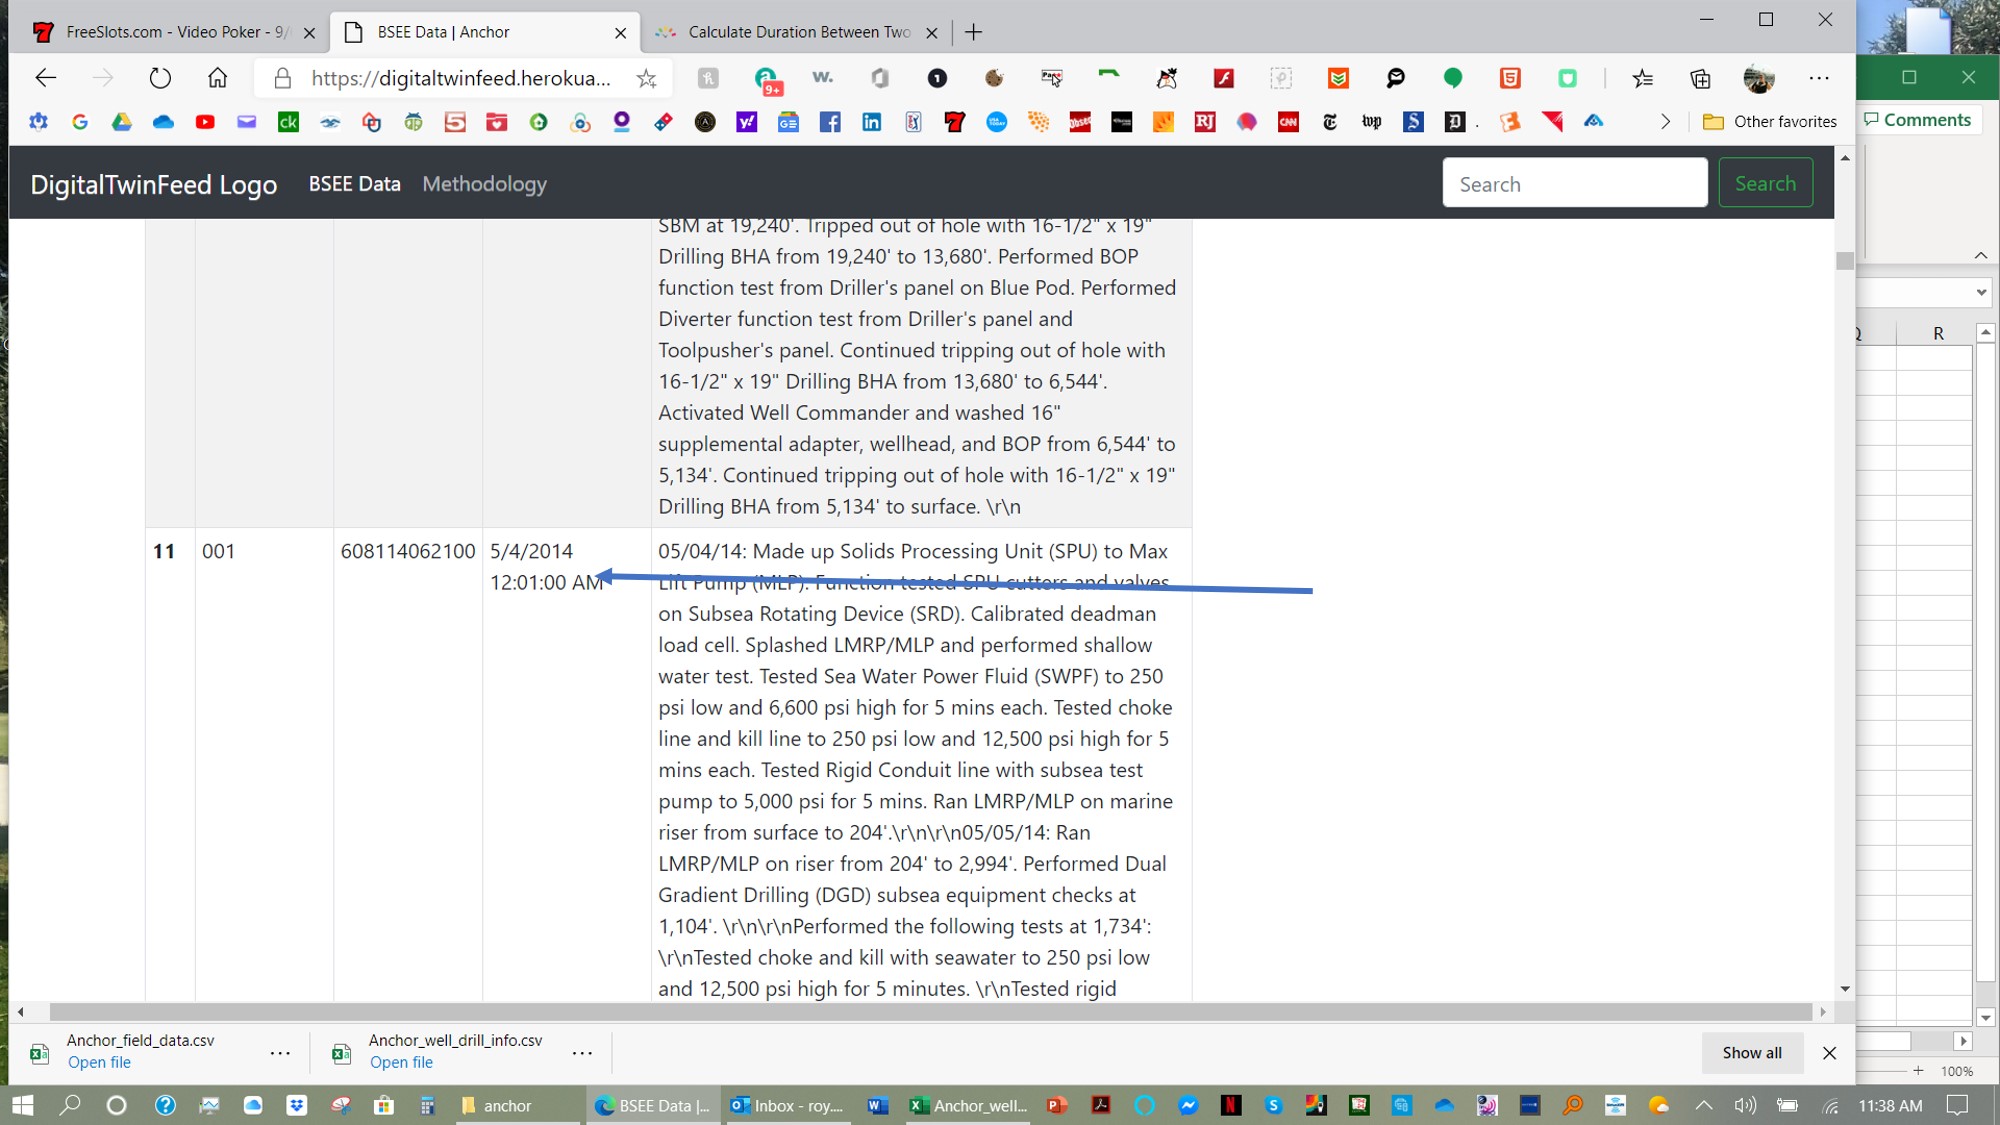 FreeSlots.com - Video Poker - 9/
BSEE Data | Anchor
Calculate Duration Between Two
https://digitaltwinfeed.herokua...
9+
Other favorites
Comments
DigitalTwinFeed Logo
BSEE Data
Methodology
Search
Search
SBM at 19,240'. Tripped out of hole with 16-1/2" x 19"
Drilling BHA from 19,240' to 13,680'. Performed BOP
function test from Driller's panel on Blue Pod. Performed
Diverter function test from Driller's panel and
Toolpusher's panel. Continued tripping out of hole with
16-1/2" x 19" Drilling BHA from 13,680' to 6,544'.
Activated Well Commander and washed 16"
supplemental adapter, wellhead, and BOP from 6,544' to
5,134'. Continued tripping out of hole with 16-1/2" x 19"
Drilling BHA from 5,134' to surface. \r\n
R
11
001
608114062100
5/4/2014
12:01:00 AM
05/04/14: Made up Solids Processing Unit (SPU) to Max
Lift Pump (MLP). Function tested SPU cutters and valves
on Subsea Rotating Device (SRD). Calibrated deadman
load cell. Splashed LMRP/MLP and performed shallow
water test. Tested Sea Water Power Fluid (SWPF) to 250
psi low and 6,600 psi high for 5 mins each. Tested choke
line and kill line to 250 psi low and 12,500 psi high for 5
mins each. Tested Rigid Conduit line with subsea test
pump to 5,000 psi for 5 mins. Ran LMRP/MLP on marine
riser from surface to 204'.\r\n\r\n05/05/14: Ran
LMRP/MLP on riser from 204' to 2,994'. Performed Dual
Gradient Drilling (DGD) subsea equipment checks at
1,104'. \r\n\r\nPerformed the following tests at 1,734':
\r\nTested choke and kill with seawater to 250 psi low
and 12,500 psi high for 5 minutes. \r\nTested rigid
Anchor_field_data.csv
Open file
Anchor_well_drill_info.csv
Open file
Show all
100%
anchor
BSEE Data |...
Inbox - roy....
Anchor_well...
11:38 AM